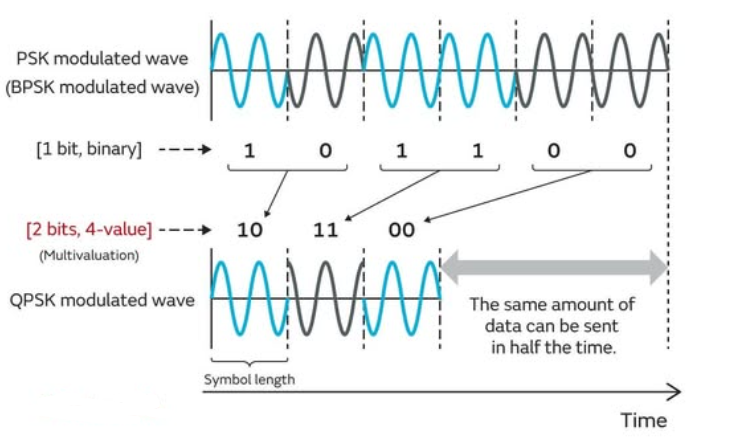 PSK modulated wave
(BPSK modulated wave)
[1 bit, binary]
1 0 1 1 0 0
[2 bits, 4-value]
10 11 00
(Multivaluation)
QPSK modulated wave
The same amount of
data can be sent
in half the time.
Symbol length
Time